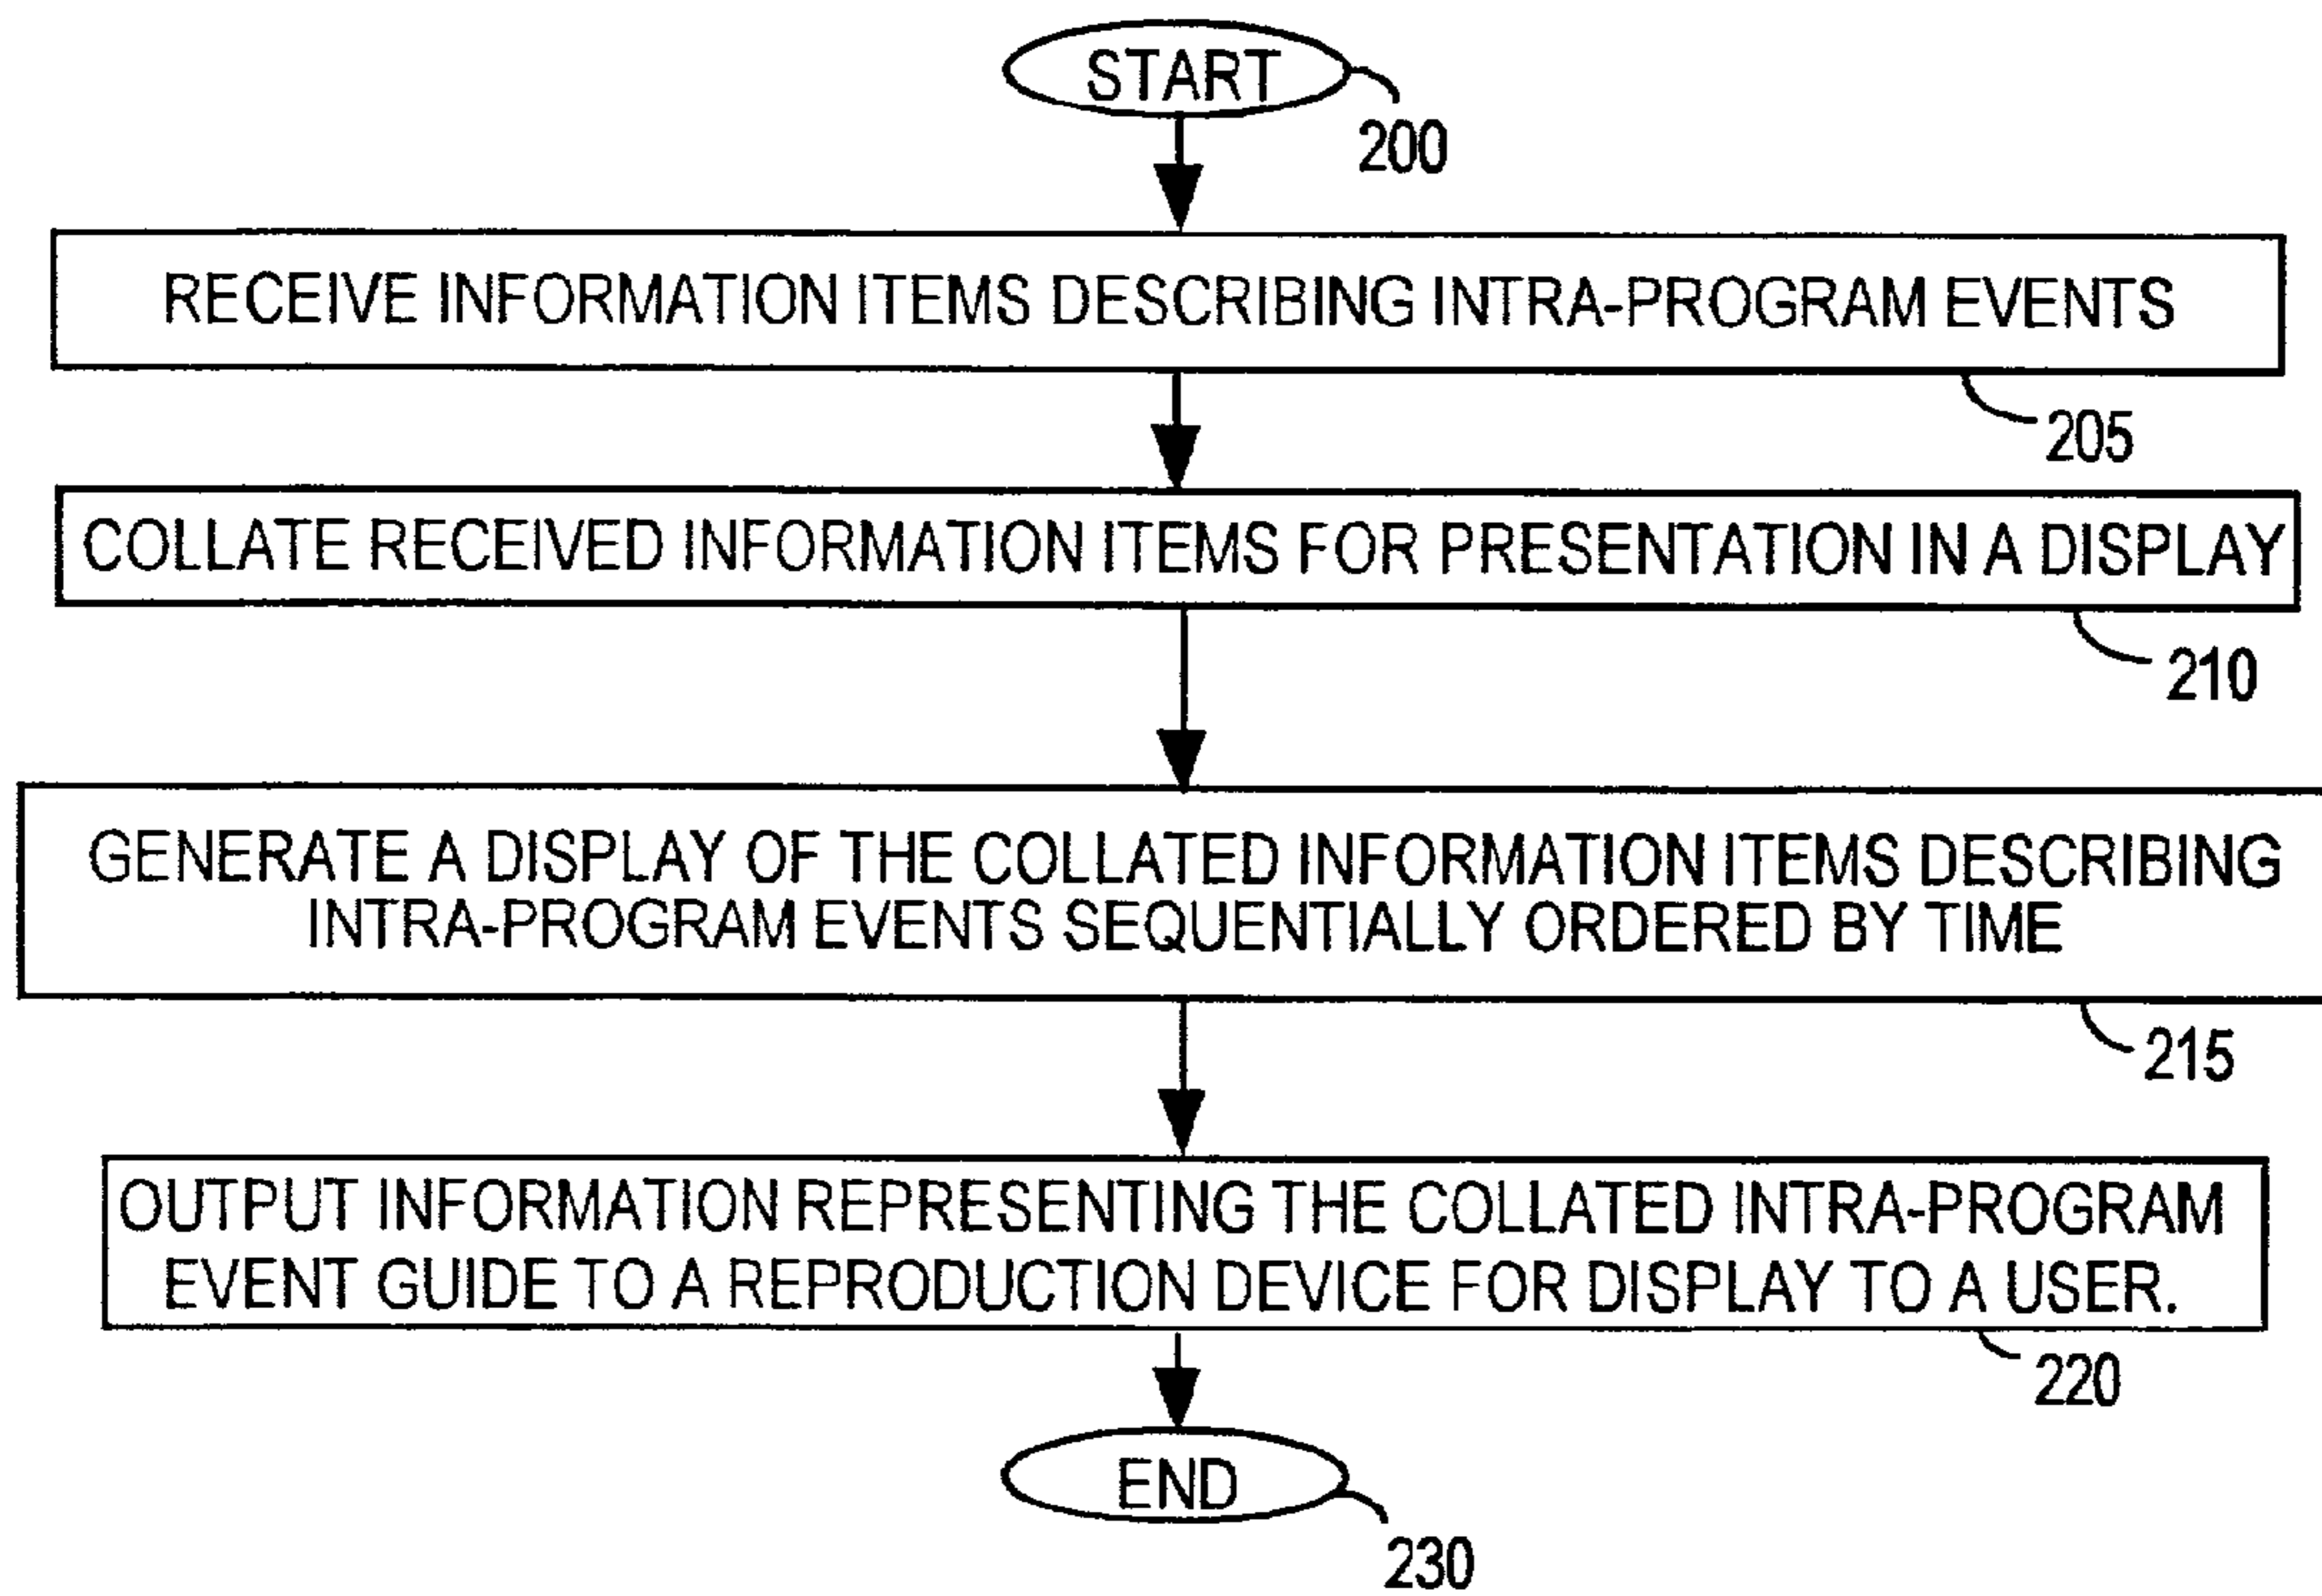 START
200
RECEIVE INFORMATION ITEMS DESCRIBING INTRA-PROGRAM EVENTS
205
COLLATE RECEIVED INFORMATION ITEMS FOR PRESENTATION IN A DISPLAY
210
GENERATE A DISPLAY OF THE COLLATED INFORMATION ITEMS DESCRIBING
INTRA-PROGRAM EVENTS SEQUENTIALLY ORDERED BY TIME
215
OUTPUT INFORMATION REPRESENTING THE COLLATED INTRA-PROGRAM
EVENT GUIDE TO A REPRODUCTION DEVICE FOR DISPLAY TO A USER.
220
END
230